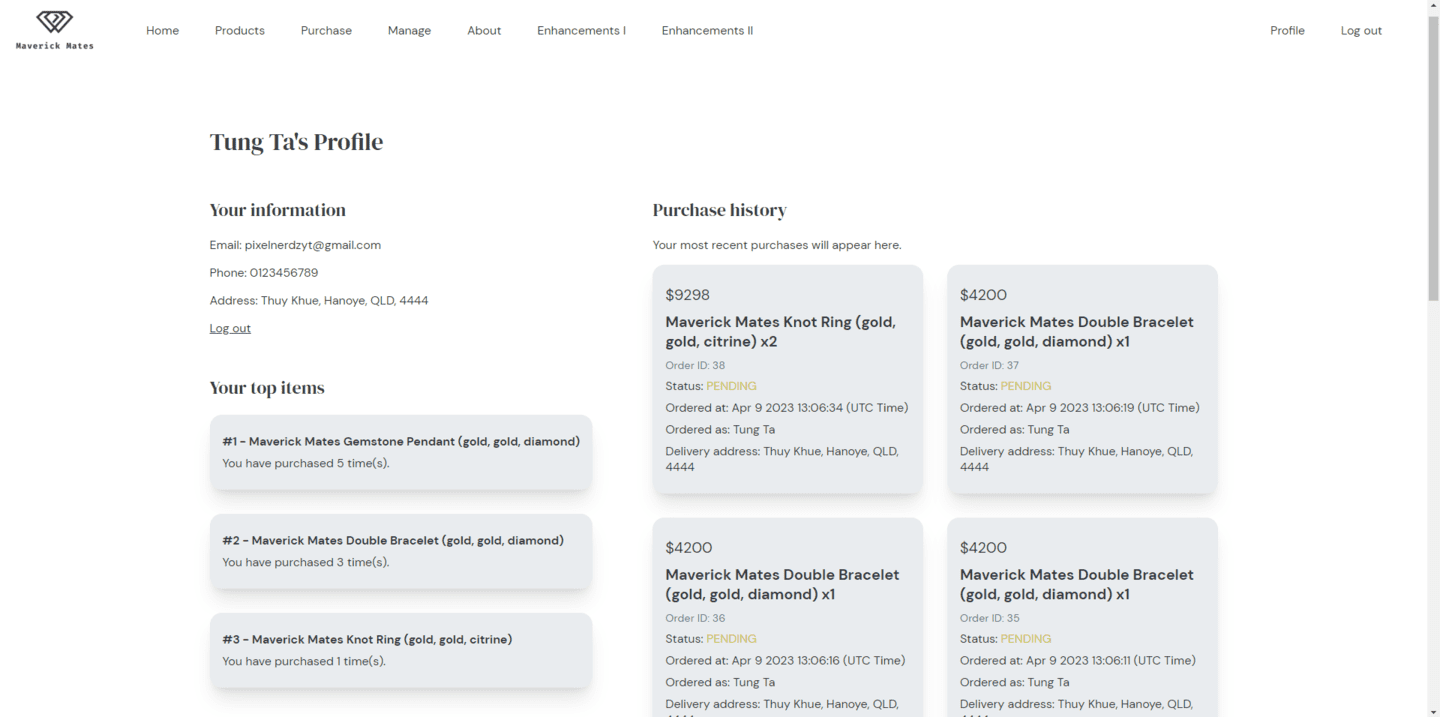 Maverick Mates
Home
Products
Purchase
Manage
About
Enhancements I
Enhancements II
Profile
Log out
Tung Ta's Profile
Your information
Email: pixelnerdzyt@gmail.com
Phone: 0123456789
Address: Thuy Khue, Hanoye, QLD, 4444
Log out
Your top items
#1 - Maverick Mates Gemstone Pendant (gold, gold, diamond)
You have purchased 5 time(s).
#2 - Maverick Mates Double Bracelet (gold, gold, diamond)
You have purchased 3 time(s).
#3 - Maverick Mates Knot Ring (gold, gold, citrine)
You have purchased 1 time(s).
Purchase history
Your most recent purchases will appear here.
$9298
Maverick Mates Knot Ring (gold,
gold, citrine) x2
Order ID: 38
Status: PENDING
Ordered at: Apr 9 2023 13:06:34 (UTC Time)
Ordered as: Tung Ta
Delivery address: Thuy Khue, Hanoye, QLD,
4444
$4200
Maverick Mates Double Bracelet
(gold, gold, diamond) x1
Order ID: 37
Status: PENDING
Ordered at: Apr 9 2023 13:06:19 (UTC Time)
Ordered as: Tung Ta
Delivery address: Thuy Khue, Hanoye, QLD,
4444
$4200
Maverick Mates Double Bracelet
(gold, gold, diamond) x1
Order ID: 36
Status: PENDING
Ordered at: Apr 9 2023 13:06:16 (UTC Time)
Ordered as: Tung Ta
Delivery address: Thuy Khue, Hanoye, QLD,
$4200
Maverick Mates Double Bracelet
(gold, gold, diamond) x1
Order ID: 35
Status: PENDING
Ordered at: Apr 9 2023 13:06:11 (UTC Time)
Ordered as: Tung Ta
Delivery address: Thuy Khue, Hanoye, QLD,